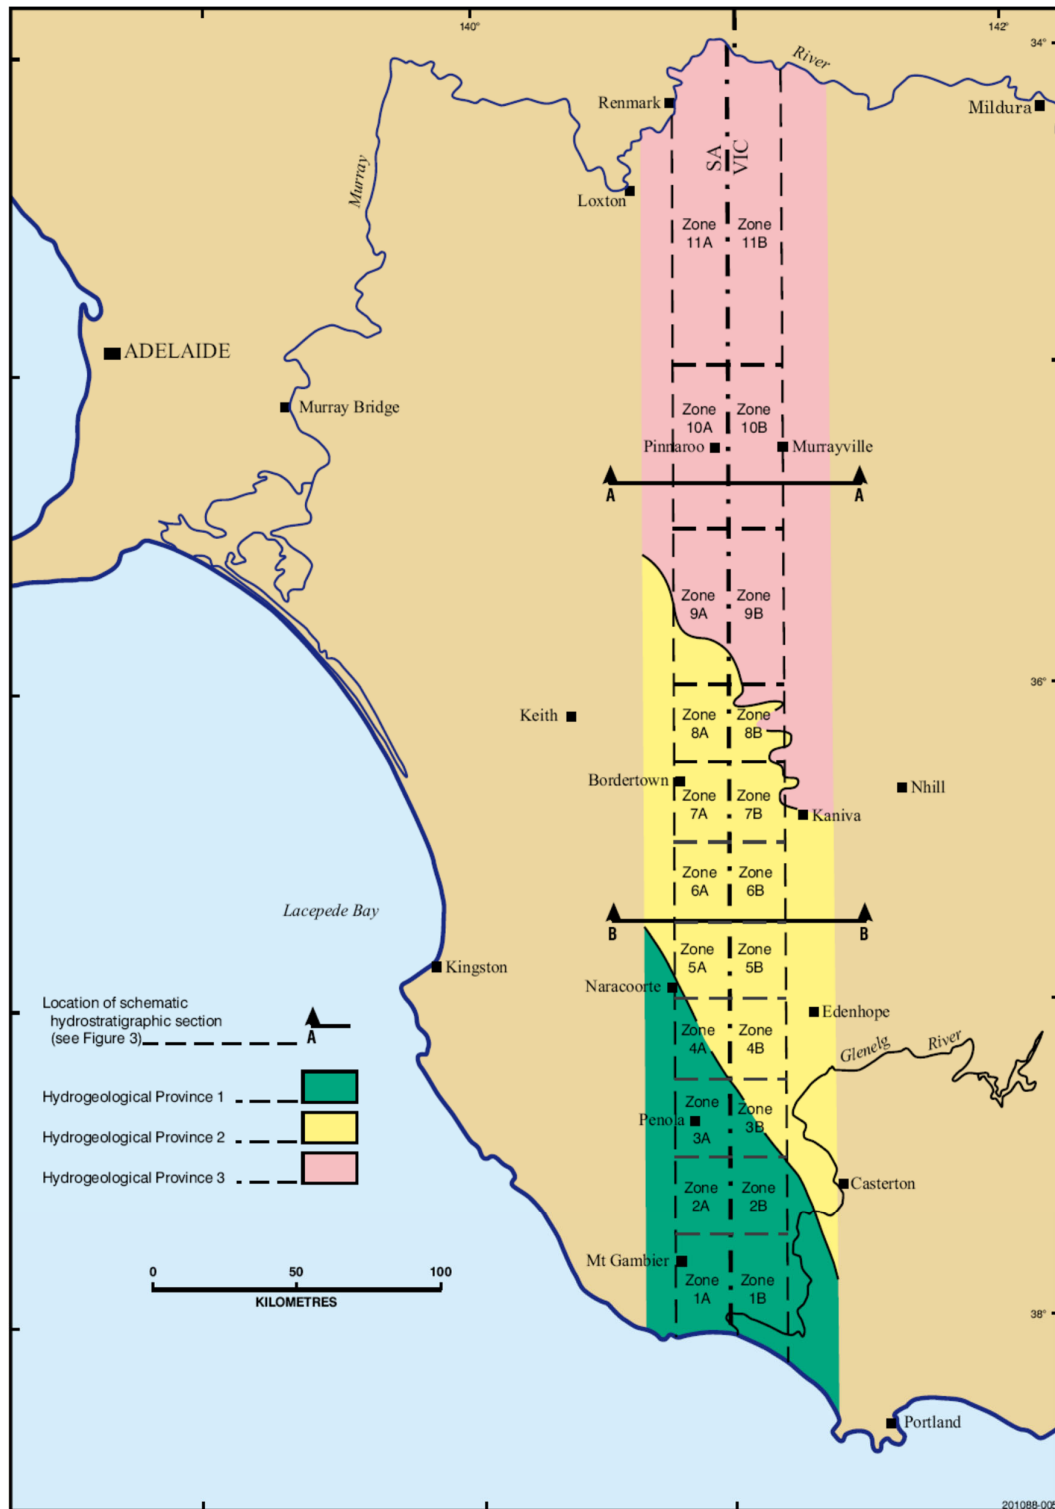 140°
142°
34°
River
Renmark
Mildura
SA
VIC
Murray
Loxton
Zone
11A
Zone
11B
ADELAIDE
Murray Bridge
Zone
10A
Zone
10B
Pinnaroo
Murrayville
A
A
Zone
9A
Zone
9B
36°
Keith
Zone
8A
Zone
8B
Bordertown
Nhill
Zone
7A
Zone
7B
Kaniva
Zone
6A
Zone
6B
Lacepede Bay
B
B
Kingston
Zone
5A
Zone
5B
Naracoorte
Edenhope
Zone
4A
Zone
4B
Glenelg River
Location of schematic
hydrostratigraphic section
(see Figure 3)
A
Hydrogeological Province 1
Hydrogeological Province 2
Hydrogeological Province 3
Zone
3A
Zone
3B
Penola
Casterton
Zone
2A
Zone
2B
Mt Gambier
Zone
1A
Zone
1B
0 50 100
KILOMETRES
38°
Portland
201088-005